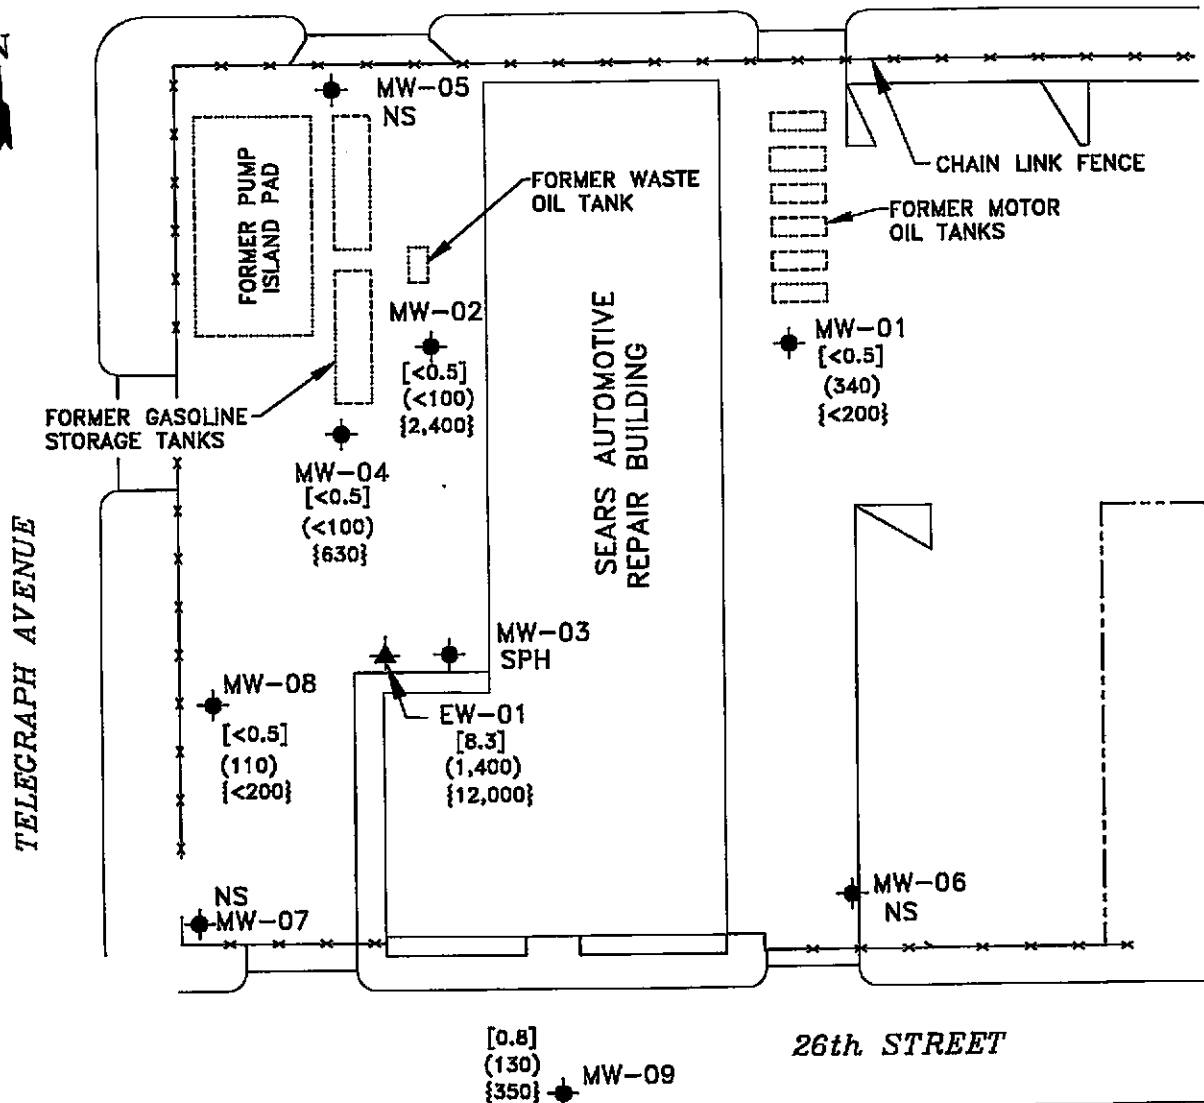 N
MW-05
NS
FORMER PUMP
ISLAND PAD
FORMER WASTE
OIL TANK
CHAIN LINK FENCE
FORMER MOTOR
OIL TANKS
MW-02
[<0.5]
(<100)
{2,400}
MW-01
[<0.5]
(340)
{<200}
FORMER GASOLINE
STORAGE TANKS
MW-04
[<0.5]
(<100)
{630}
SEARS AUTOMOTIVE
REPAIR BUILDING
TELEGRAPH AVENUE
MW-03
SPH
MW-08
[<0.5]
(110)
{<200}
EW-01
[8.3]
(1,400)
{12,000}
NS
MW-07
MW-06
NS
[0.8]
(130)
{350}
MW-09
26th STREET